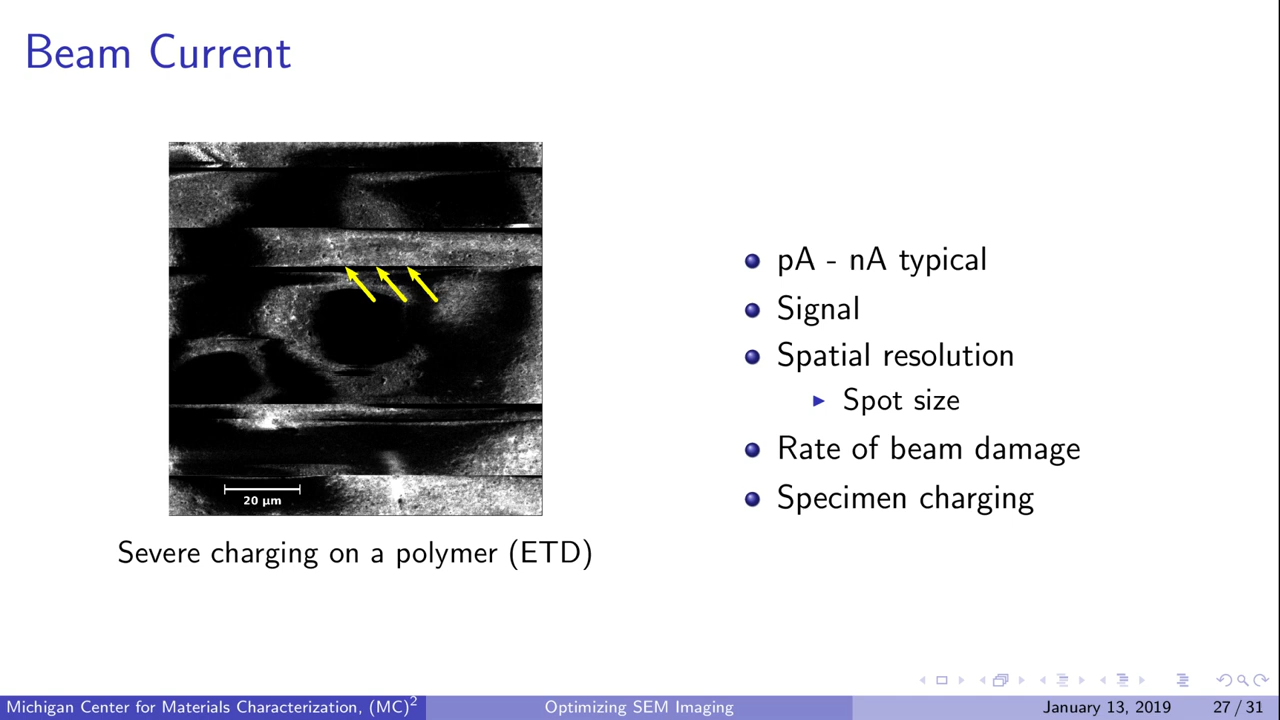 Beam Current
20 µm
Severe charging on a polymer (ETD)
pA - nA typical
Signal
Spatial resolution
Spot size
Rate of beam damage
Specimen charging
Michigan Center for Materials Characterization, (MC)² Optimizing SEM Imaging January 13, 2019 27 / 31